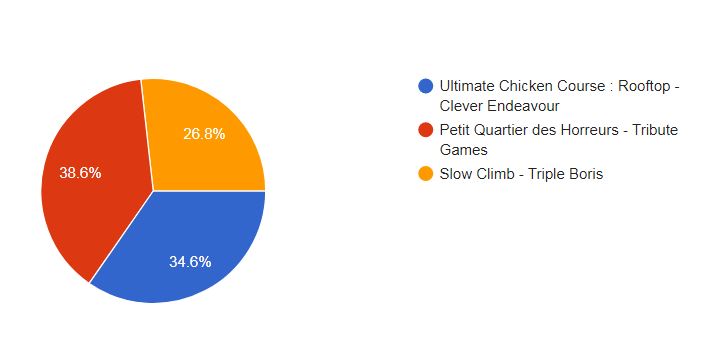 Ultimate Chicken Course : Rooftop -
Clever Endeavour
Petit Quartier des Horreurs - Tribute
Games
Slow Climb - Triple Boris
26.8%
38.6%
34.6%